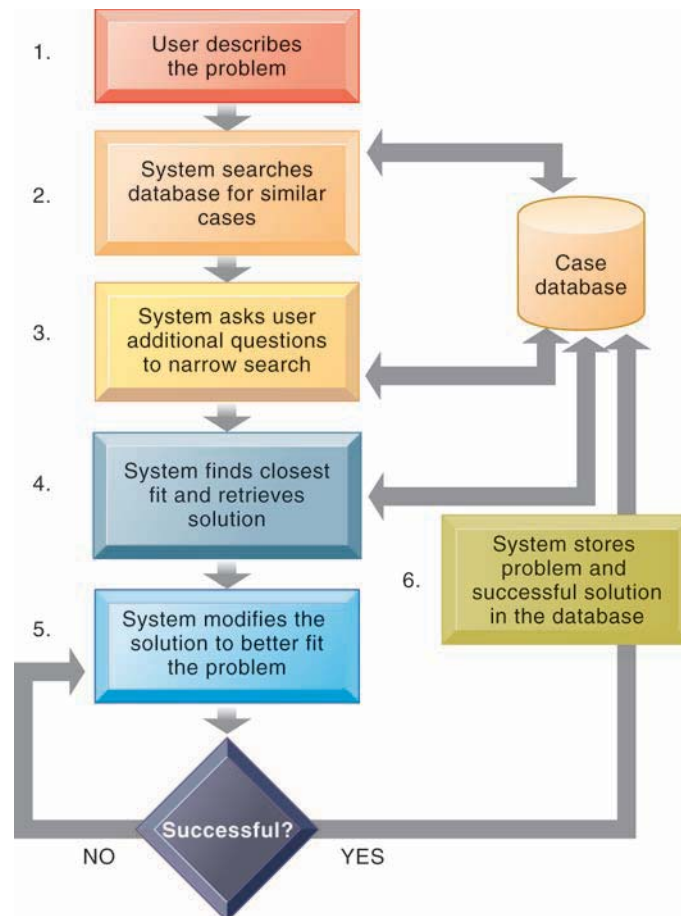 1.
User describes
the problem
2.
System searches
database for similar
cases
Case
database
3.
System asks user
additional questions
to narrow search
4.
System finds closest
fit and retrieves
solution
5.
System modifies the
solution to better fit
the problem
6.
System stores
problem and
successful solution
in the database
Successful?
NO
YES